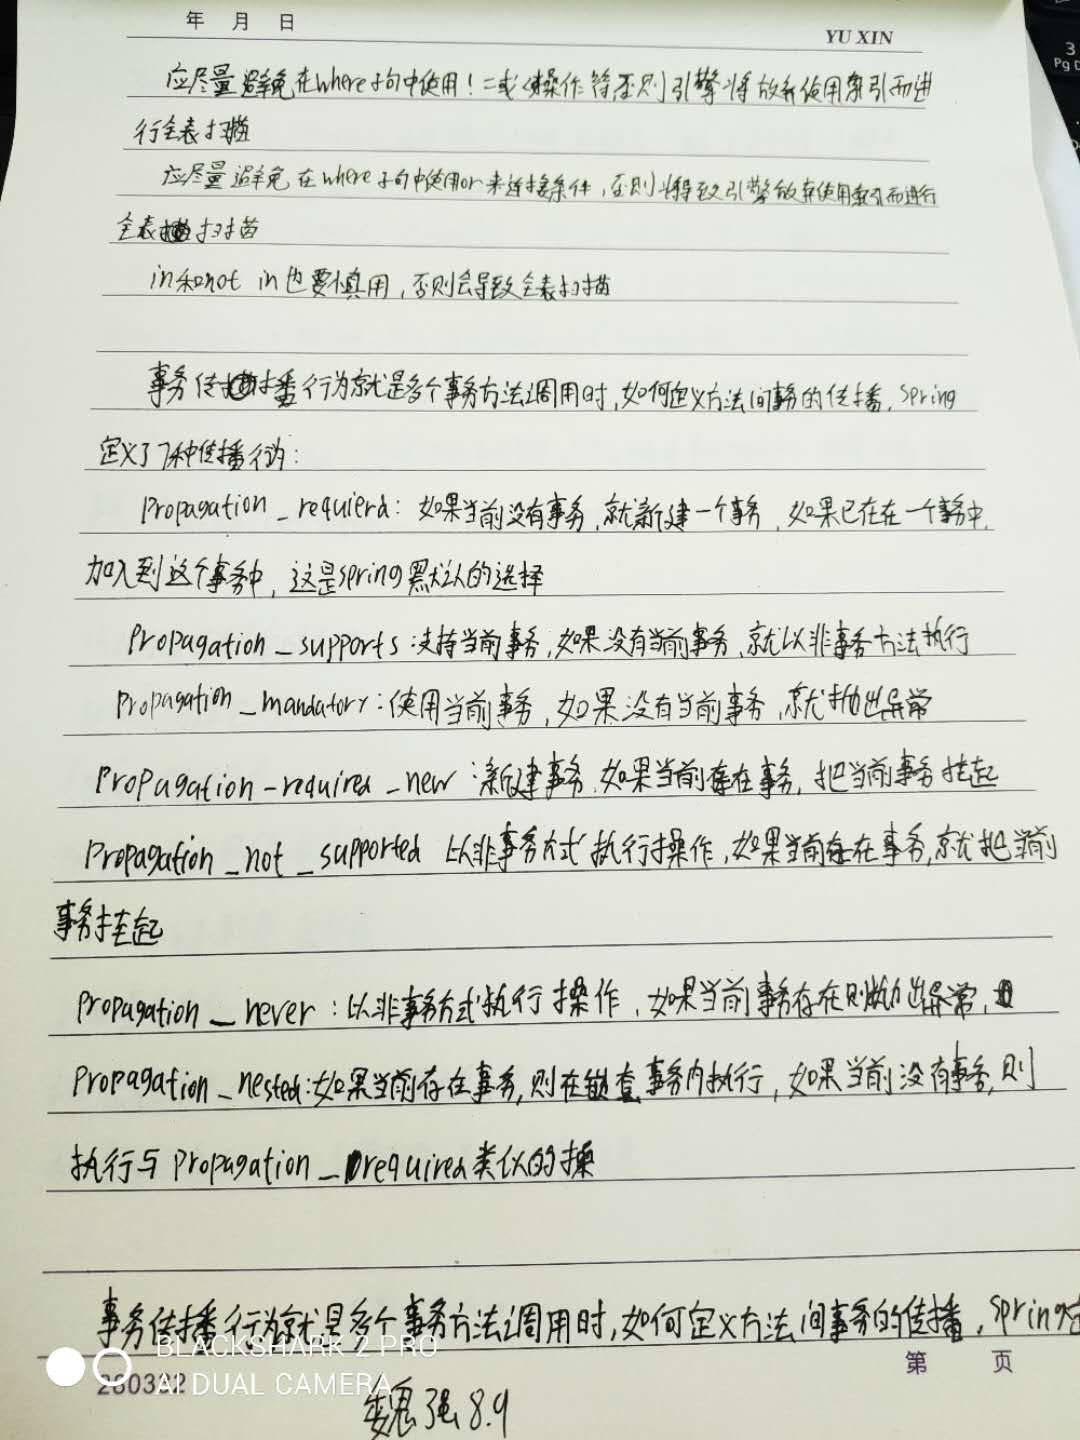 年 月 日
YU XIN
应尽量避免在where子句中使用!=或<操作符否则引擎将放弃使用索引而进
行全表扫描
应尽量避免在where子句中使用or来连接条件,否则将导致引擎放弃使用索引而进行
全表扫描
in和not in也要慎用,否则会导致全表扫描
事务传播行为就是多个事务方法调用时,如何定义方法间事务的传播,spring
定义了7种传播行为:
Propagation_requierd:如果当前没有事务,就新建一个事务,如果已在在一个事务中,
加入到这个事务中,这是spring默认的选择
Propagation_supports:支持当前事务,如果没有当前事务,就以非事务方法执行
Propagation_mandatory:使用当前事务,如果没有当前事务,就抛出异常
Propagation_required_new:新建事务,如果当前存在事务,把当前事务挂起
Propagation_not_supported 以非事务方式执行操作,如果当前存在事务,就把当前
事务挂起
Propagation_never:以非事务方式执行操作,如果当前事务存在则抛出异常,
Propagation_nested:如果当前存在事务,则在嵌套事务内执行,如果当前没有事务,则
执行与Propagation_required类似的操
事务传播行为就是多个事务方法调用时,如何定义方法间事务的传播,spring定
第 页
BLACKSHARK 2 PRO
AI DUAL CAMERA
260322
魏强8.9